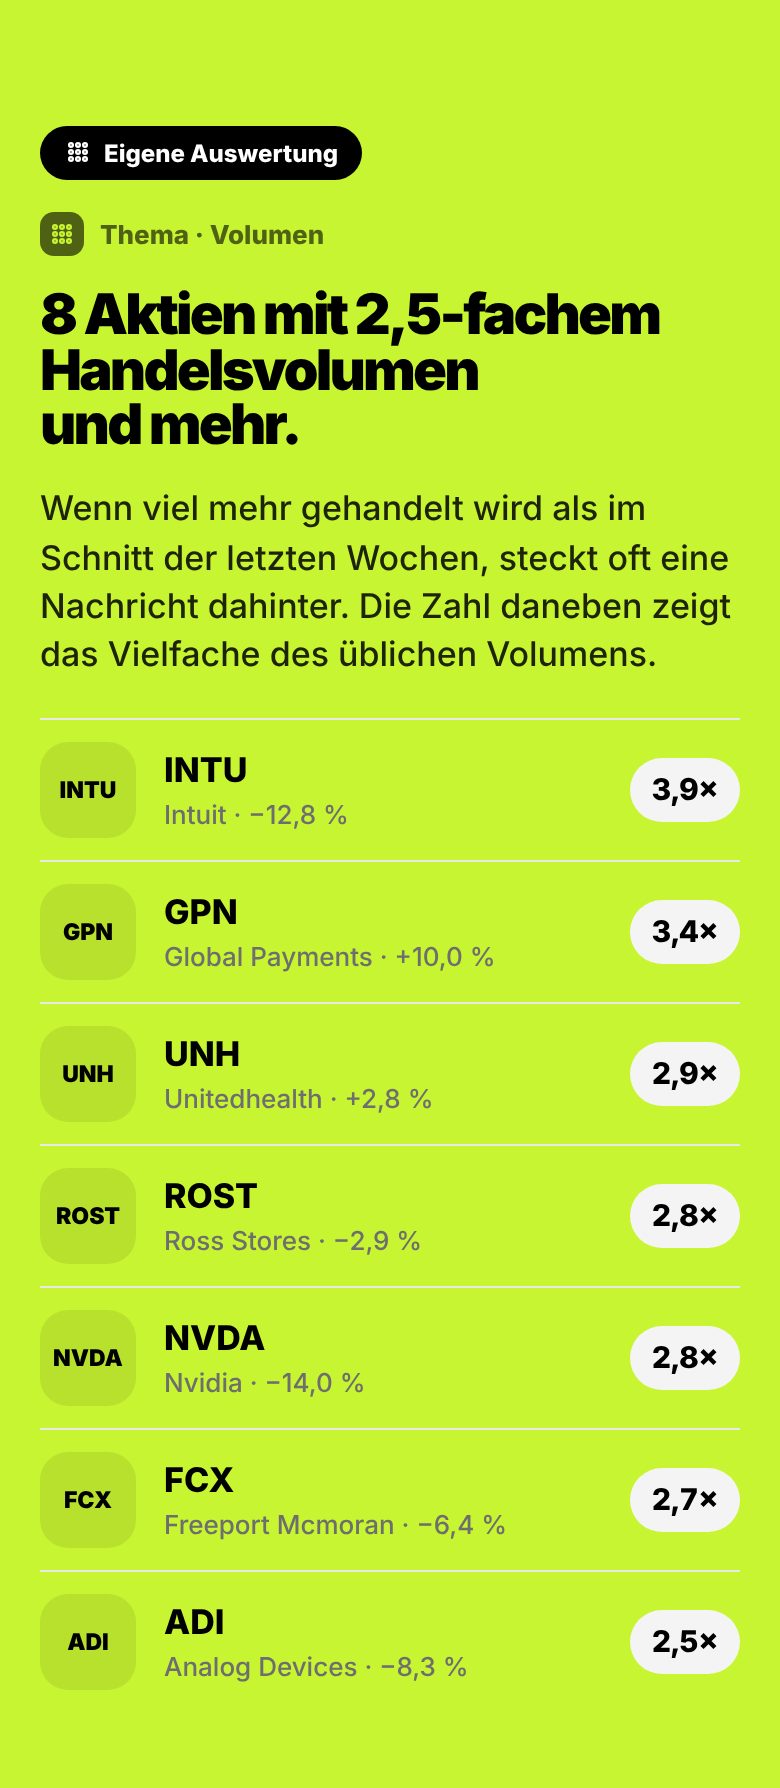 Eigene Auswertung
Thema · Volumen
8 Aktien mit 2,5-fachem
Handelsvolumen
und mehr.
Wenn viel mehr gehandelt wird als im
Schnitt der letzten Wochen, steckt oft eine
Nachricht dahinter. Die Zahl daneben zeigt
das Vielfache des üblichen Volumens.
INTU
INTU
Intuit · −12,8 %
3,9×
GPN
GPN
Global Payments · +10,0 %
3,4×
UNH
UNH
Unitedhealth · +2,8 %
2,9×
ROST
ROST
Ross Stores · −2,9 %
2,8×
NVDA
NVDA
Nvidia · −14,0 %
2,8×
FCX
FCX
Freeport Mcmoran · −6,4 %
2,7×
ADI
ADI
Analog Devices · −8,3 %
2,5×